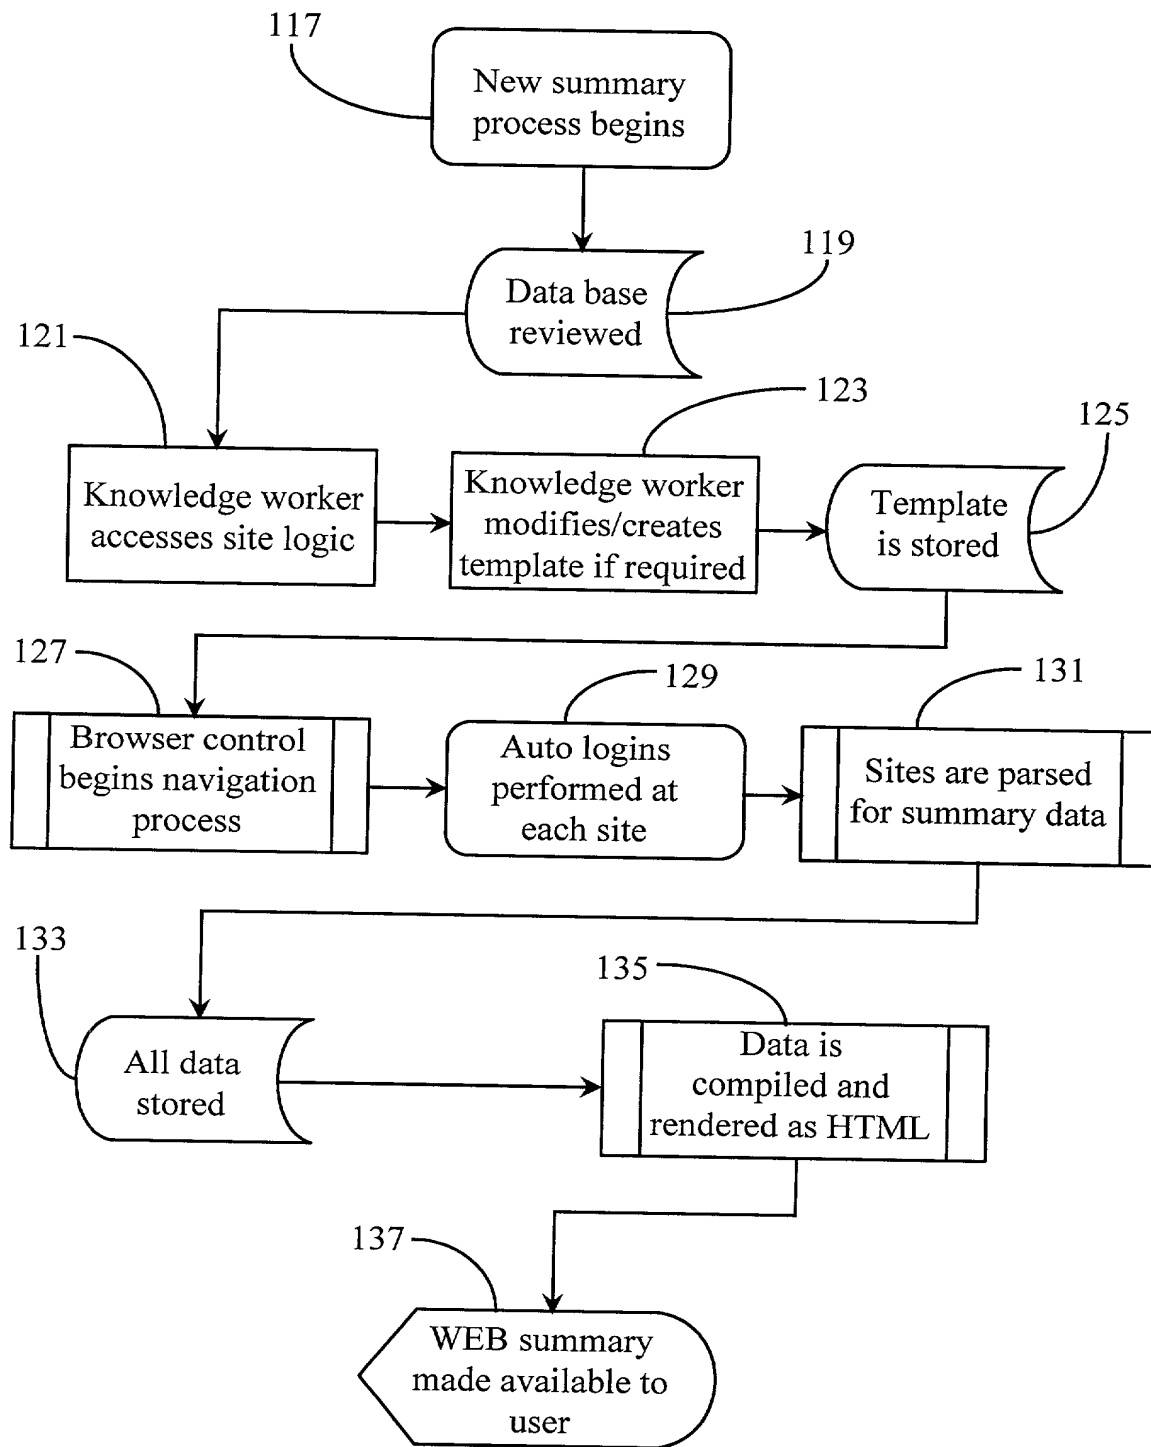 117
New summary
process begins
119
Data base
reviewed
121
Knowledge worker
accesses site logic
123
Knowledge worker
modifies/creates
template if required
125
Template
is stored
127
Browser control
begins navigation
process
129
Auto logins
performed at
each site
131
Sites are parsed
for summary data
133
All data
stored
135
Data is
compiled and
rendered as HTML
137
WEB summary
made available to
user